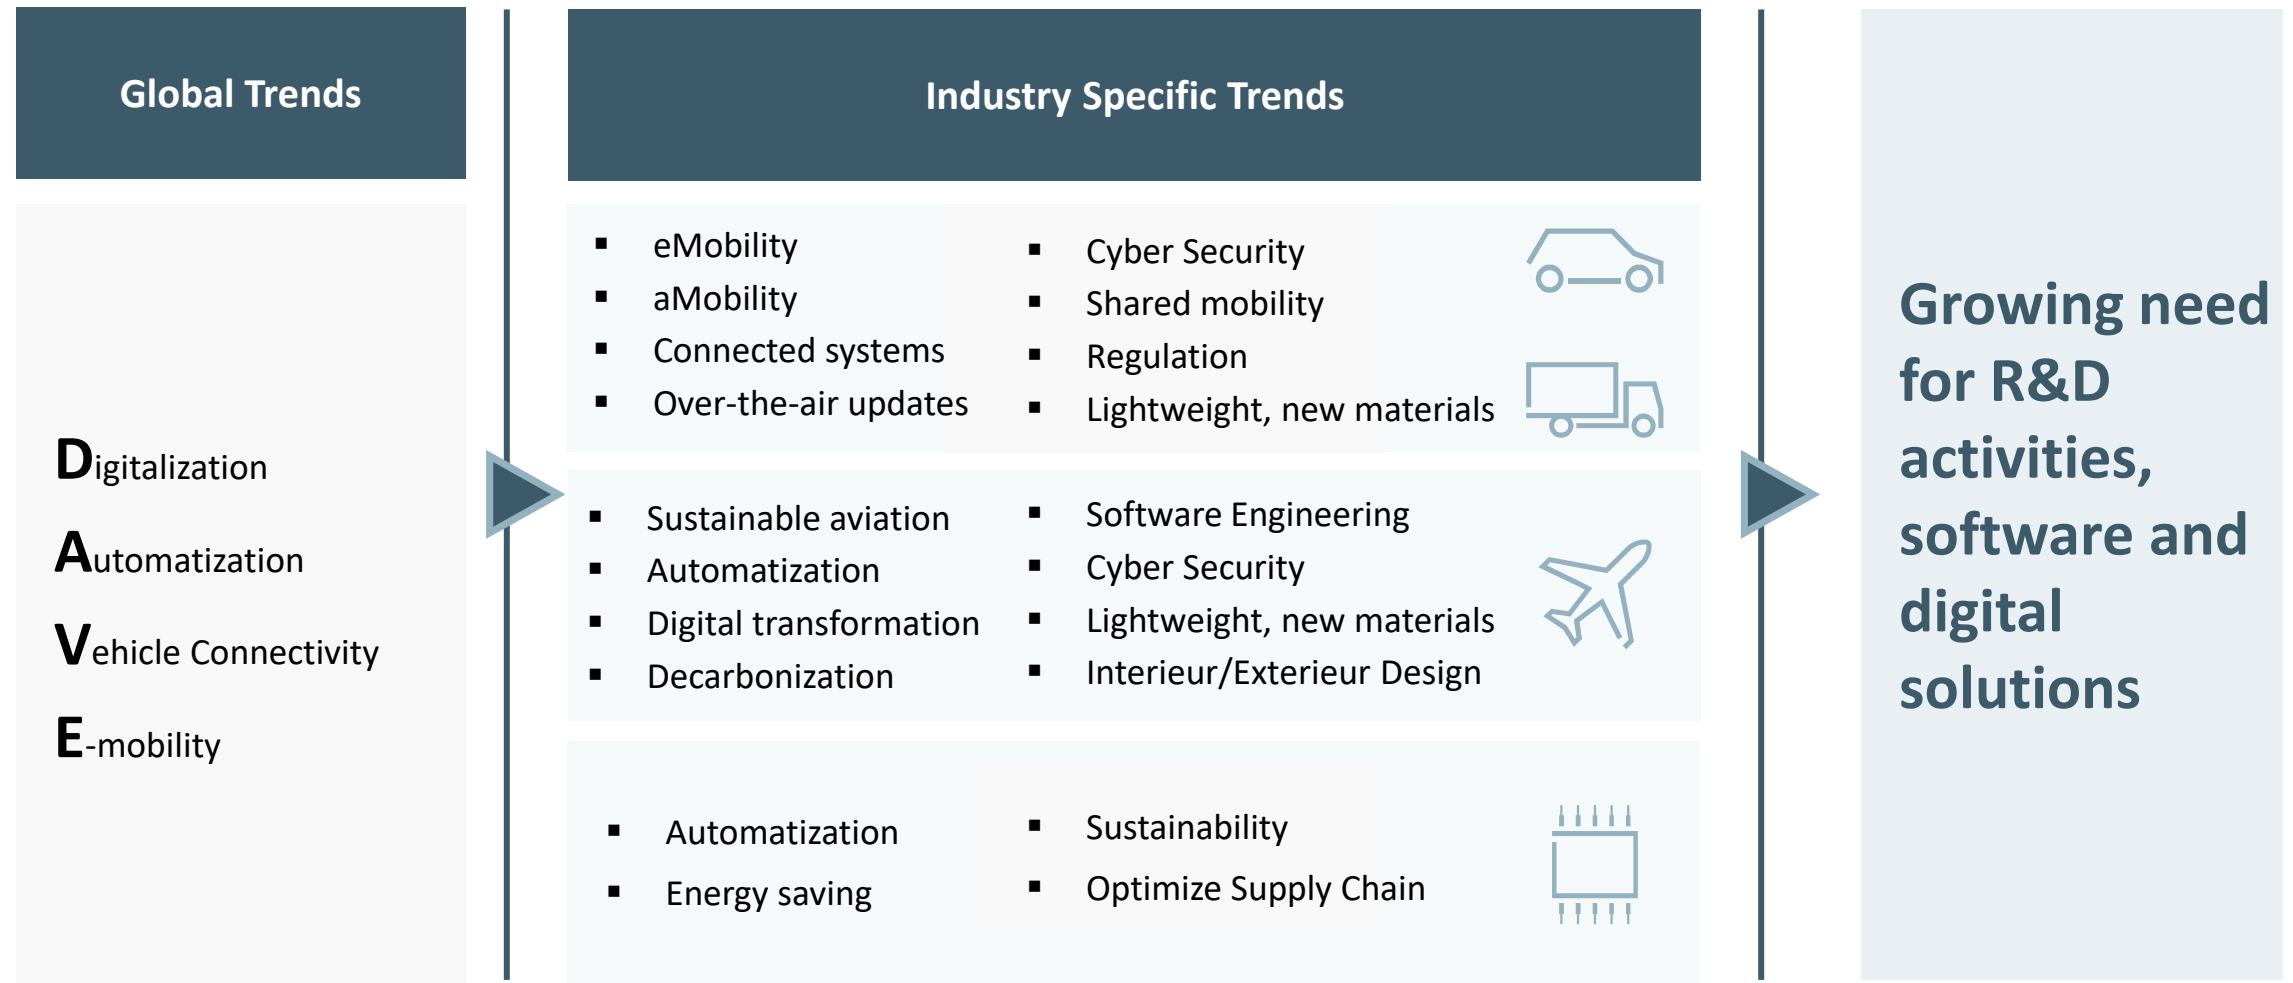 Global Trends
Digitalization
Automatization
Vehicle Connectivity
E-mobility
Industry Specific Trends
▪ eMobility
▪ aMobility
▪ Connected systems
▪ Over-the-air updates
▪ Cyber Security
▪ Shared mobility
▪ Regulation
▪ Lightweight, new materials
▪ Sustainable aviation
▪ Automatization
▪ Digital transformation
▪ Decarbonization
▪ Software Engineering
▪ Cyber Security
▪ Lightweight, new materials
▪ Interieur/Exterieur Design
▪ Automatization
▪ Energy saving
▪ Sustainability
▪ Optimize Supply Chain
Growing need
for R&D
activities,
software and
digital
solutions